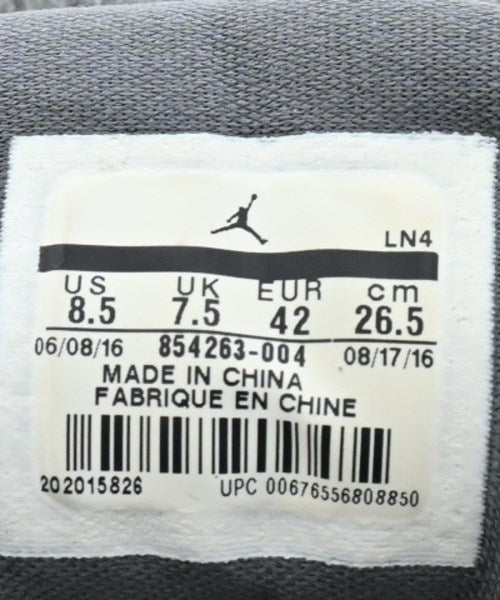 LN4
US UK EUR cm
8.5 7.5 42 26.5
06/08/16 854263-004 08/17/16
MADE IN CHINA
FABRIQUE EN CHINE
202015826 UPC 00676556808850